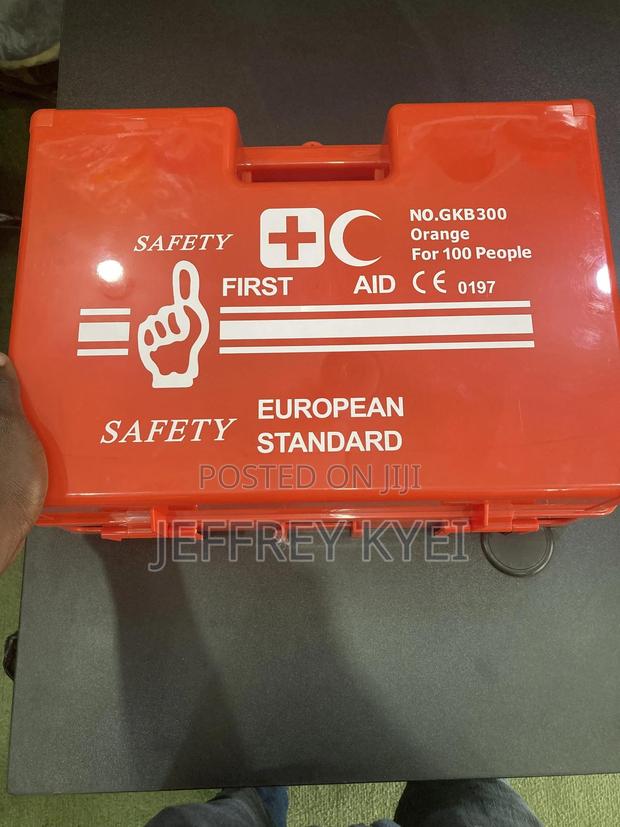 NO.GKB300
Orange
For 100 People
SAFETY
FIRST AID CE 0197
SAFETY
EUROPEAN
STANDARD
POSTED ON JIJI
JEFFREY KYEI